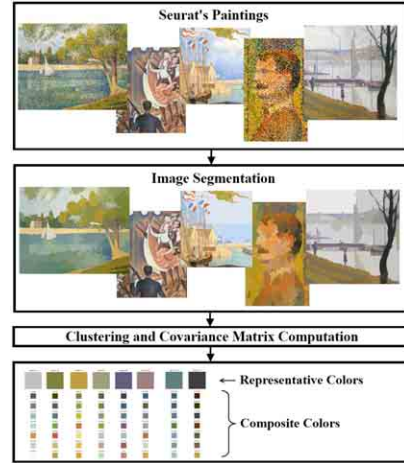 Seurat's Paintings
Image Segmentation
Clustering and Covariance Matrix Computation
Representative Colors
Composite Colors